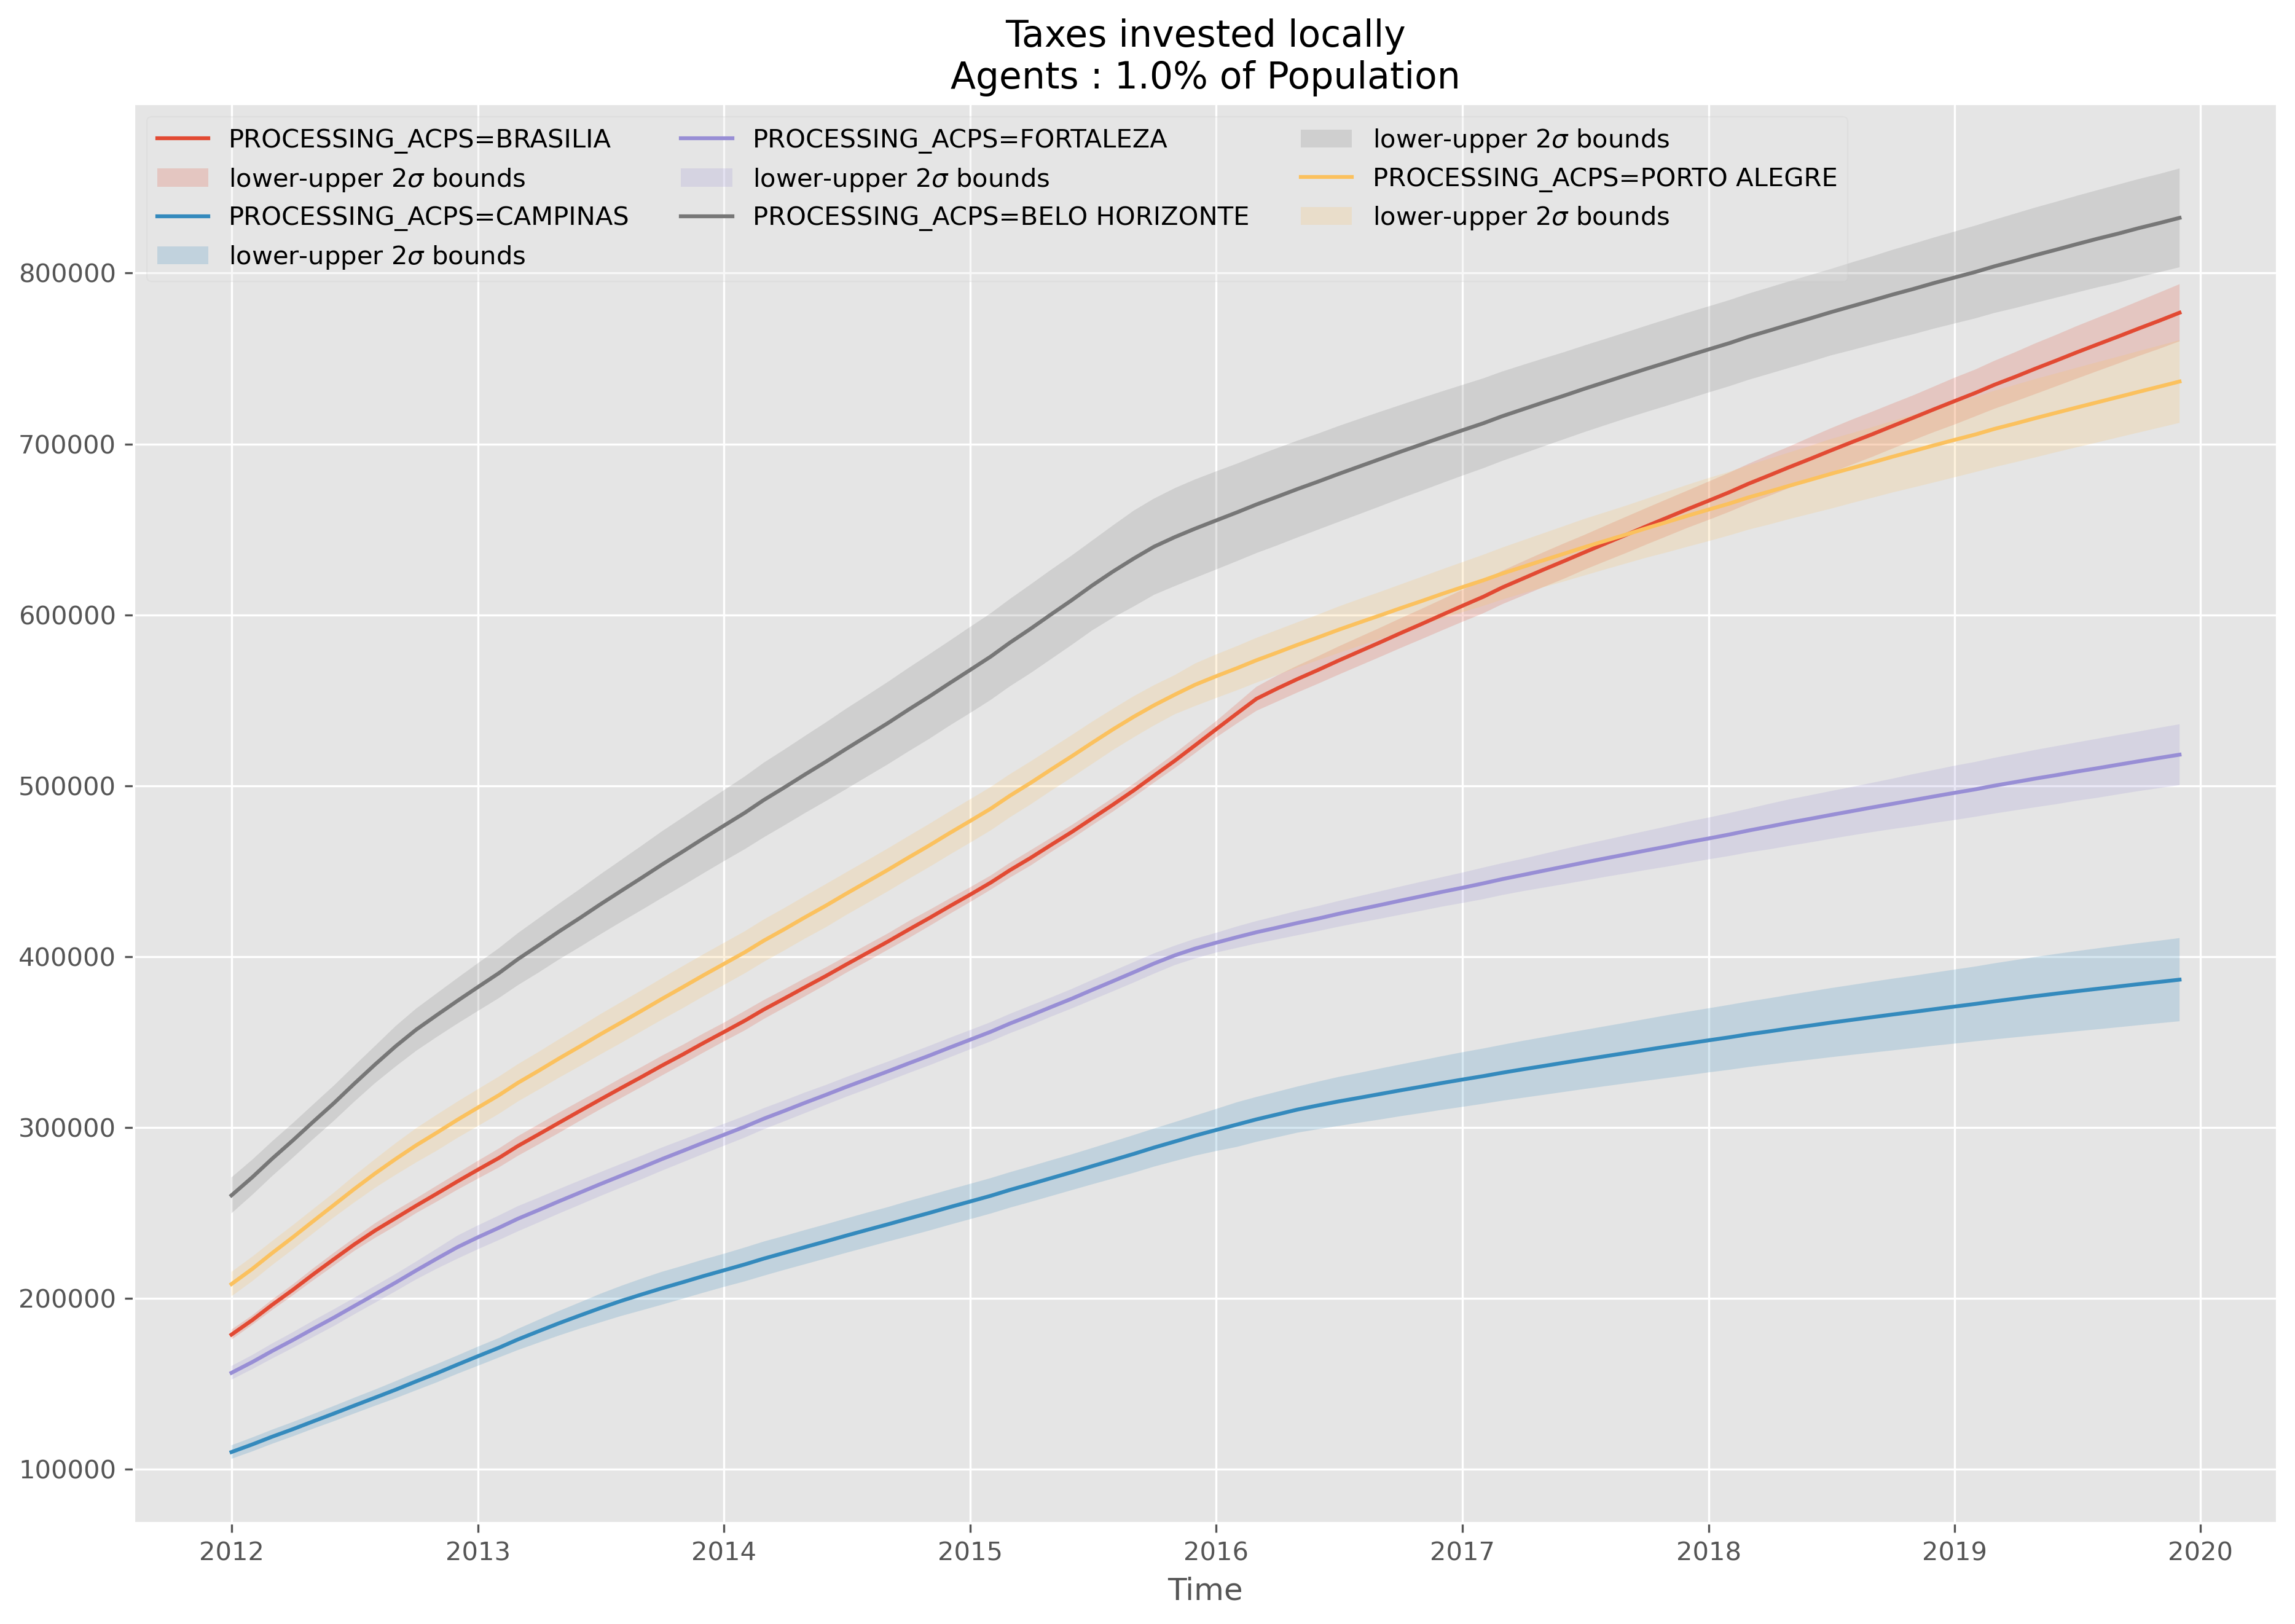 Taxes invested locally
Agents : 1.0% of Population
PROCESSING_ACPS=BRASILIA
lower-upper 2σ bounds
PROCESSING_ACPS=CAMPINAS
lower-upper 2σ bounds
PROCESSING_ACPS=FORTALEZA
lower-upper 2σ bounds
PROCESSING_ACPS=BELO HORIZONTE
lower-upper 2σ bounds
PROCESSING_ACPS=PORTO ALEGRE
lower-upper 2σ bounds
800000
700000
600000
500000
400000
300000
200000
100000
2012 2013 2014 2015 2016 2017 2018 2019 2020
Time